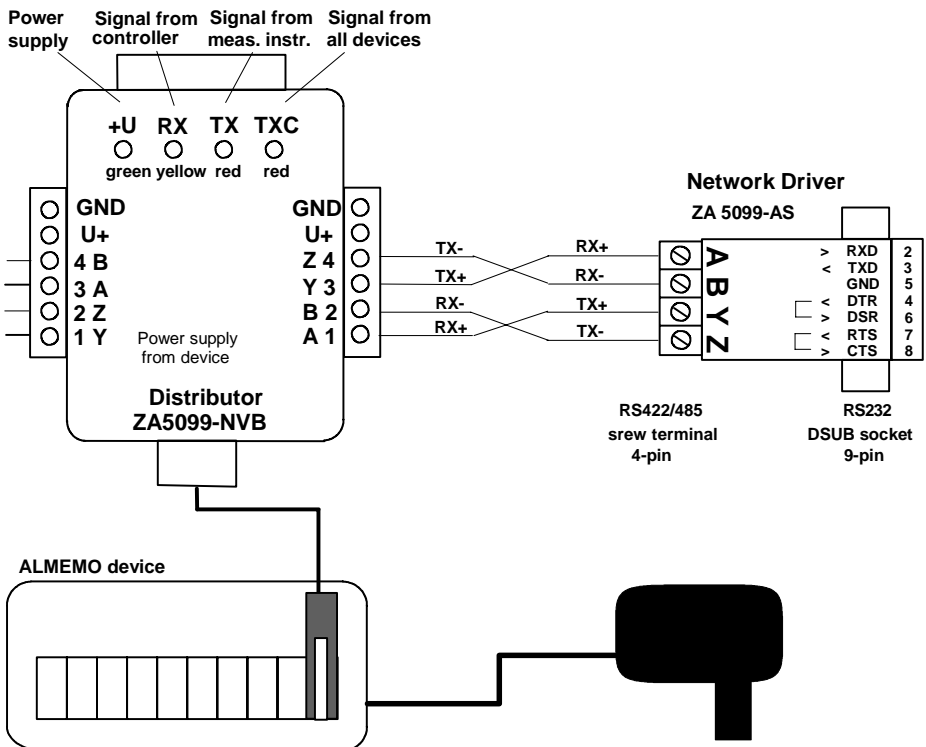 Power supply
Signal from controller
Signal from meas. instr.
Signal from all devices
+U RX TX TXC
green yellow red red
GND
U+
4 B
3 A
2 Z
1 Y
GND
U+
Z 4
Y 3
B 2
A 1
Power supply
from device
Distributor
ZA5099-NVB
TX- RX+
TX+ RX-
RX- TX+
RX+ TX-
Network Driver
ZA 5099-AS
A
B
Y
Z
> RXD 2
< TXD 3
GND 5
< DTR 4
> DSR 6
< RTS 7
> CTS 8
RS422/485
srew terminal
4-pin
RS232
DSUB socket
9-pin
ALMEMO device